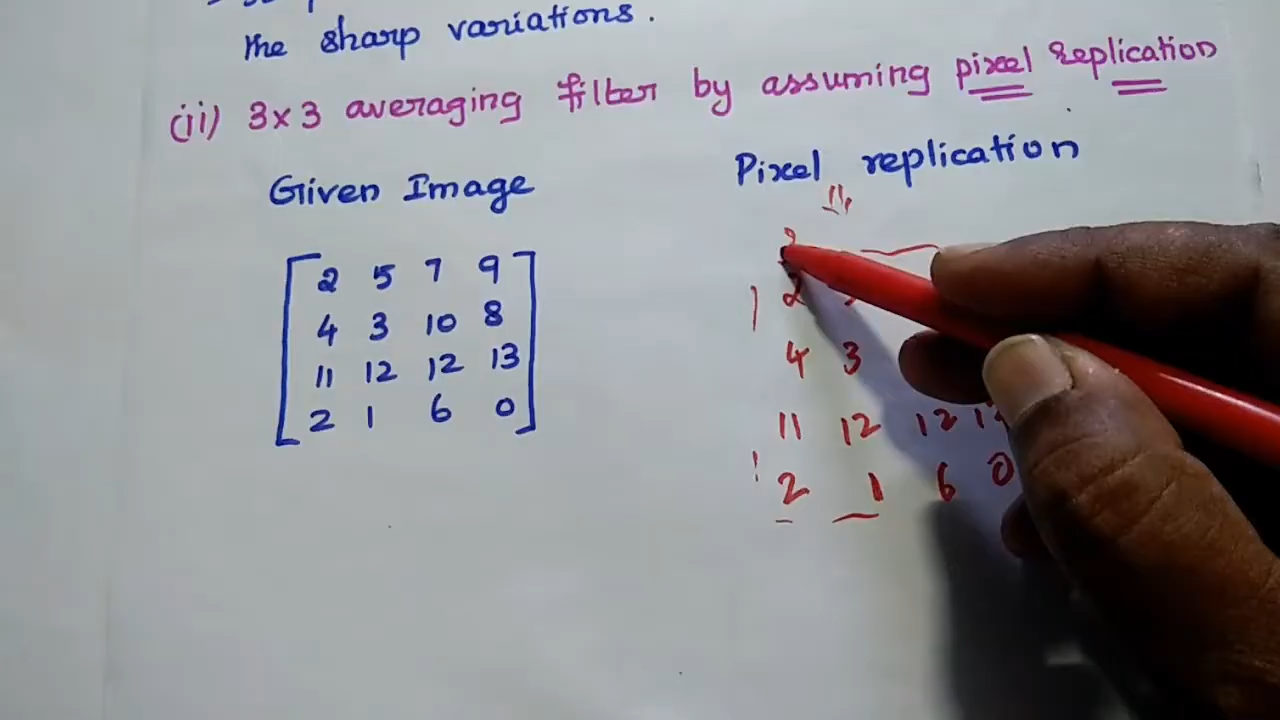 the sharp variations.
(ii) 3x3 averaging filter by assuming pixel replication
Given Image
Pixel replication
2 5 7 9
4 3 10 8
11 12 12 13
2 1 6 0
2
4 3
11 12 12
2 1 6 0